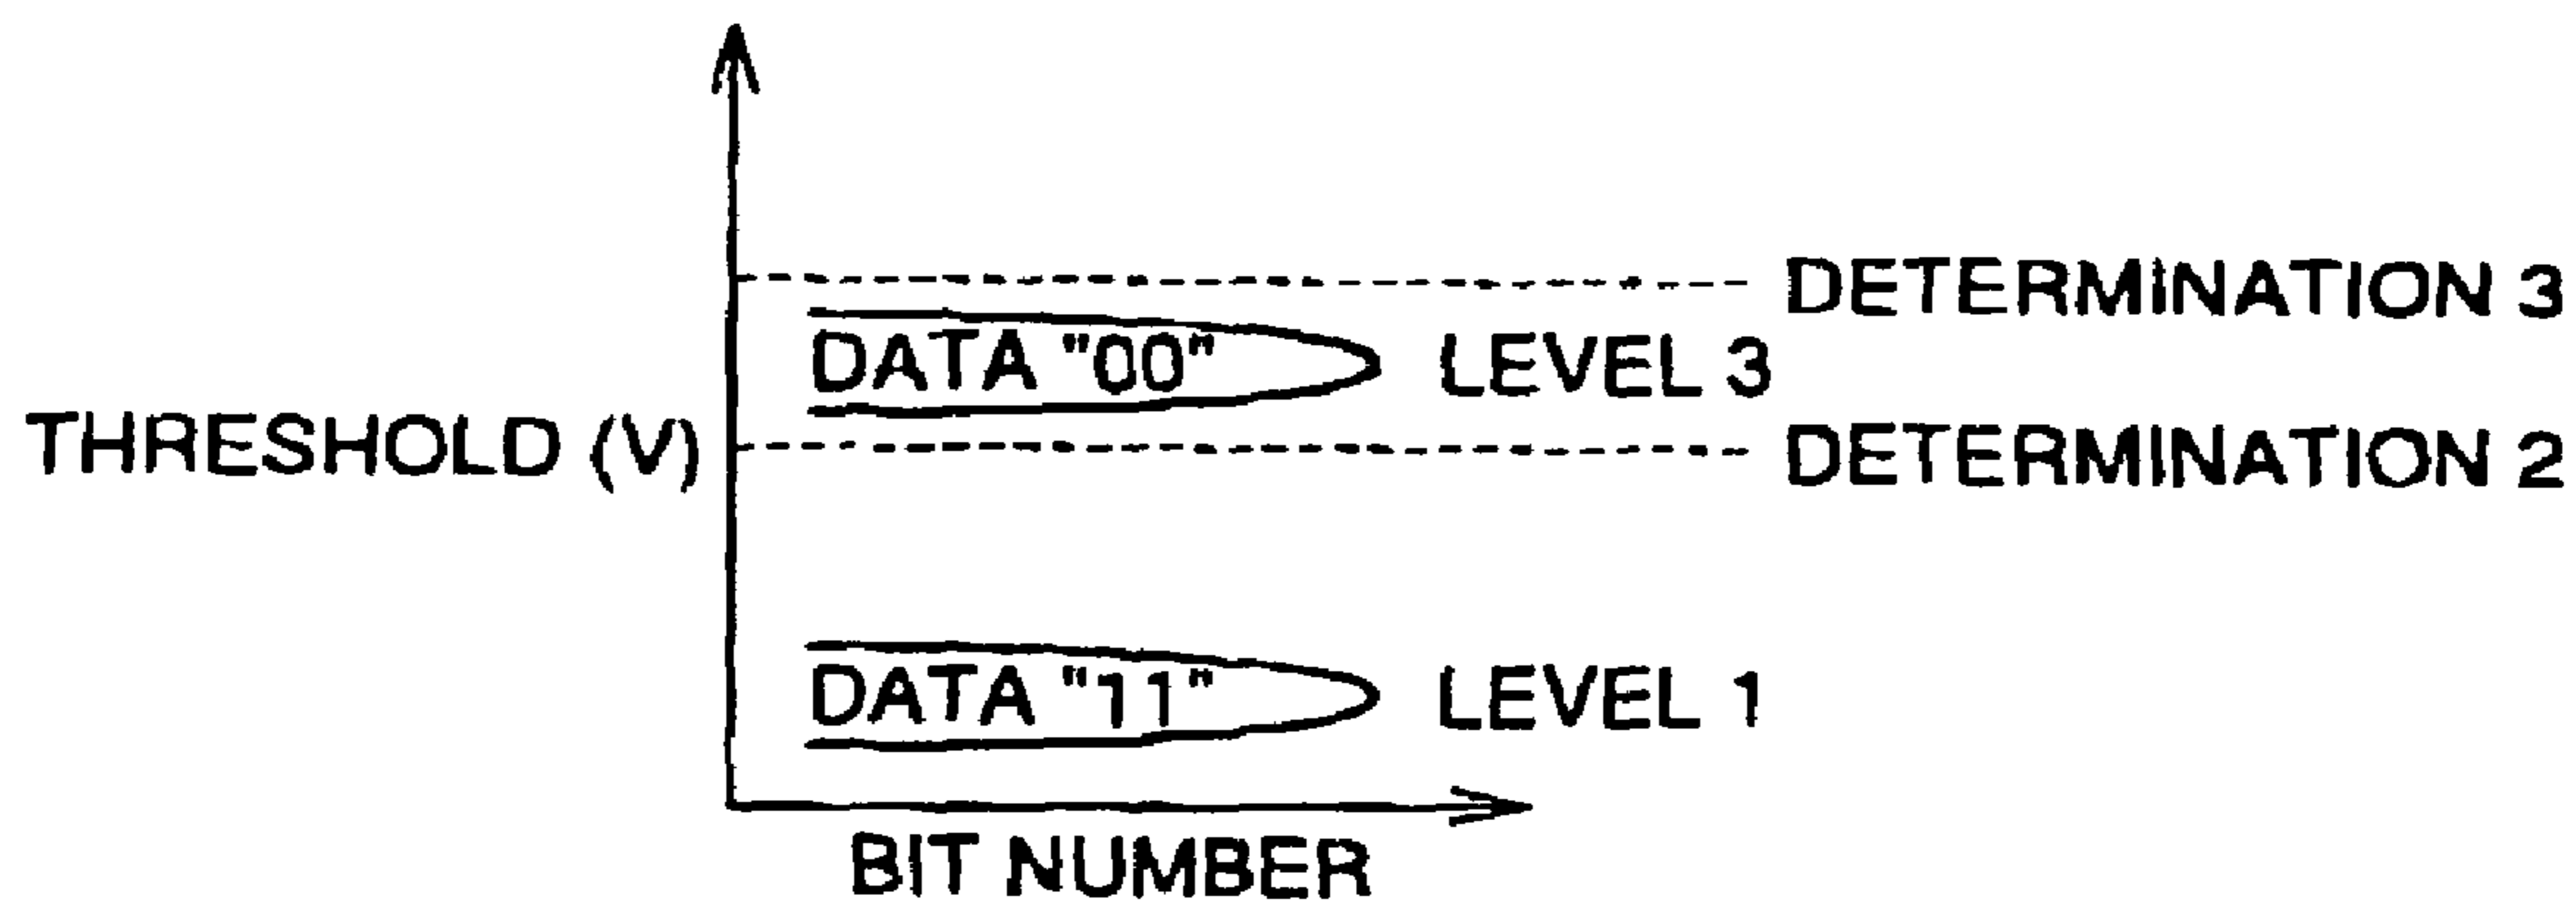 DETERMINATION 3
DATA "00" LEVEL 3
THRESHOLD (V)
DETERMINATION 2
DATA "11" LEVEL 1
BIT NUMBER